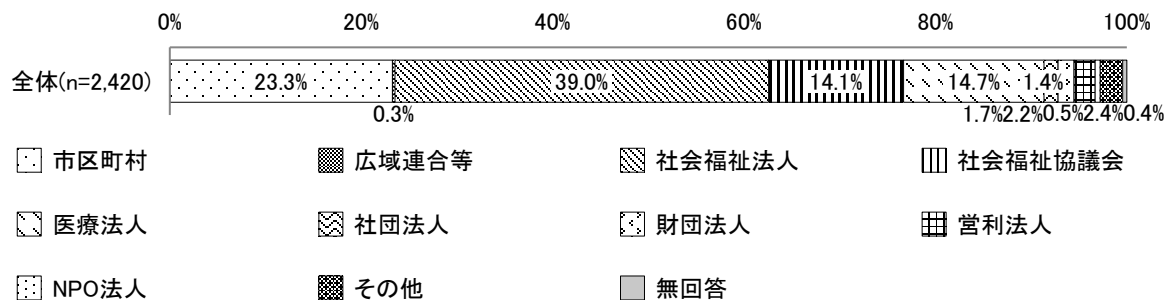 0% 20% 40% 60% 80% 100%
全体(n=2,420) 23.3% 39.0% 14.1% 14.7% 1.4%
0.3% 1.7% 2.2% 0.5% 2.4% 0.4%
市区町村 広域連合等 社会福祉法人 社会福祉協議会
医療法人 社団法人 財団法人 営利法人
NPO法人 その他 無回答